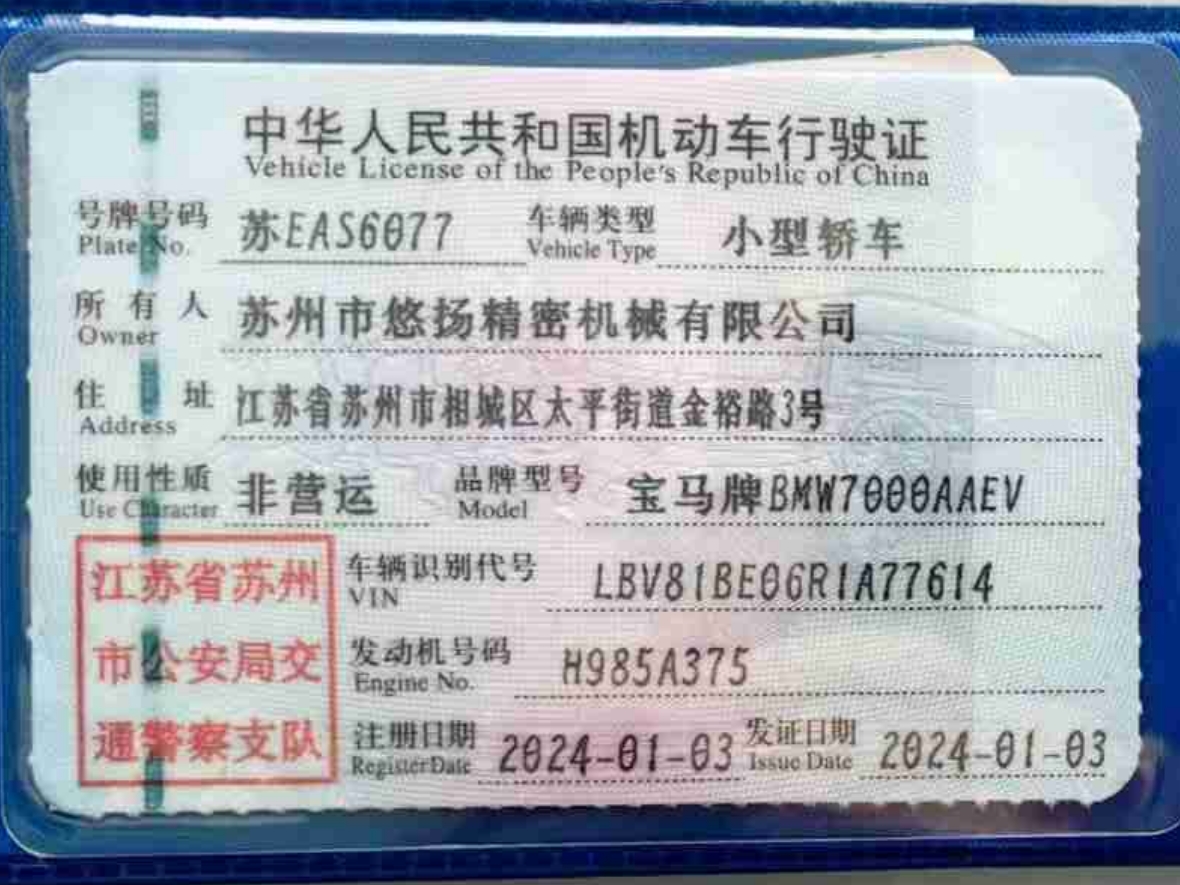 中华人民共和国机动车行驶证
Vehicle License of the People's Republic of China
号牌号码 苏EAS6077 车辆类型 小型轿车
Plate No. Vehicle Type
所有人 苏州市悠扬精密机械有限公司
Owner
住址 江苏省苏州市相城区太平街道金裕路3号
Address
使用性质 非营运 品牌型号 宝马牌BMW7000AAEV
Use Character Model
江苏省苏州 车辆识别代号 LBV81BE06R1A77614
VIN
市公安局交 发动机号码 H985A375
Engine No.
通警察支队 注册日期 2024-01-03 发证日期 2024-01-03
Register Date Issue Date